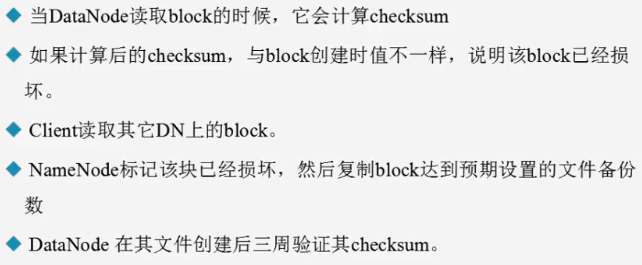 当DataNode读取block的时候，它会计算checksum
如果计算后的checksum，与block创建时值不一样，说明该block已经损
坏。
Client读取其它DN上的block。
NameNode标记该块已经损坏，然后复制block达到预期设置的文件备份
数
DataNode 在其文件创建后三周验证其checksum。